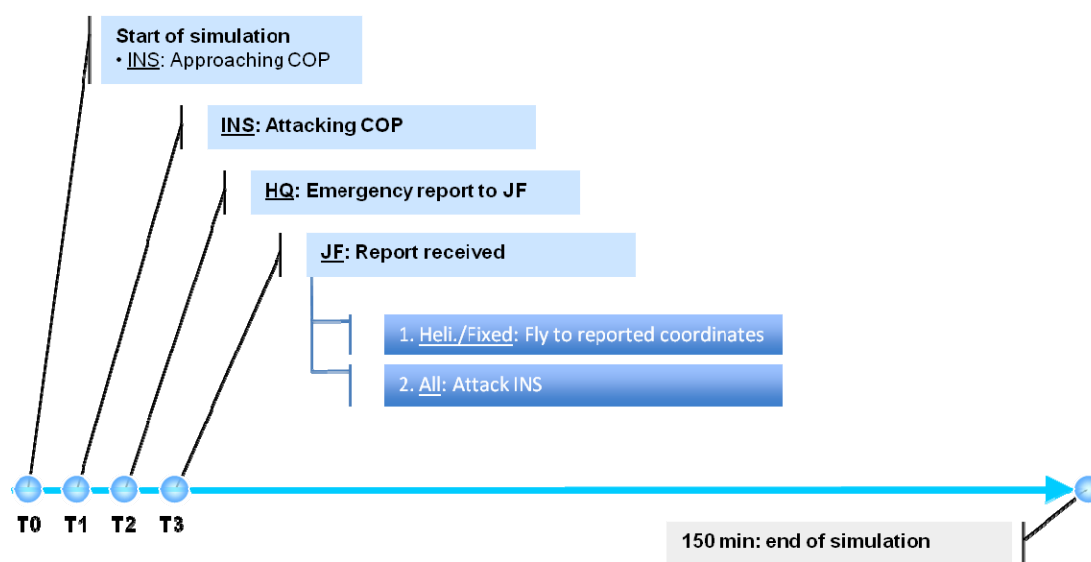 Start of simulation
• INS: Approaching COP
INS: Attacking COP
HQ: Emergency report to JF
JF: Report received
1. Heli./Fixed: Fly to reported coordinates
2. All: Attack INS
T0 T1 T2 T3
150 min: end of simulation